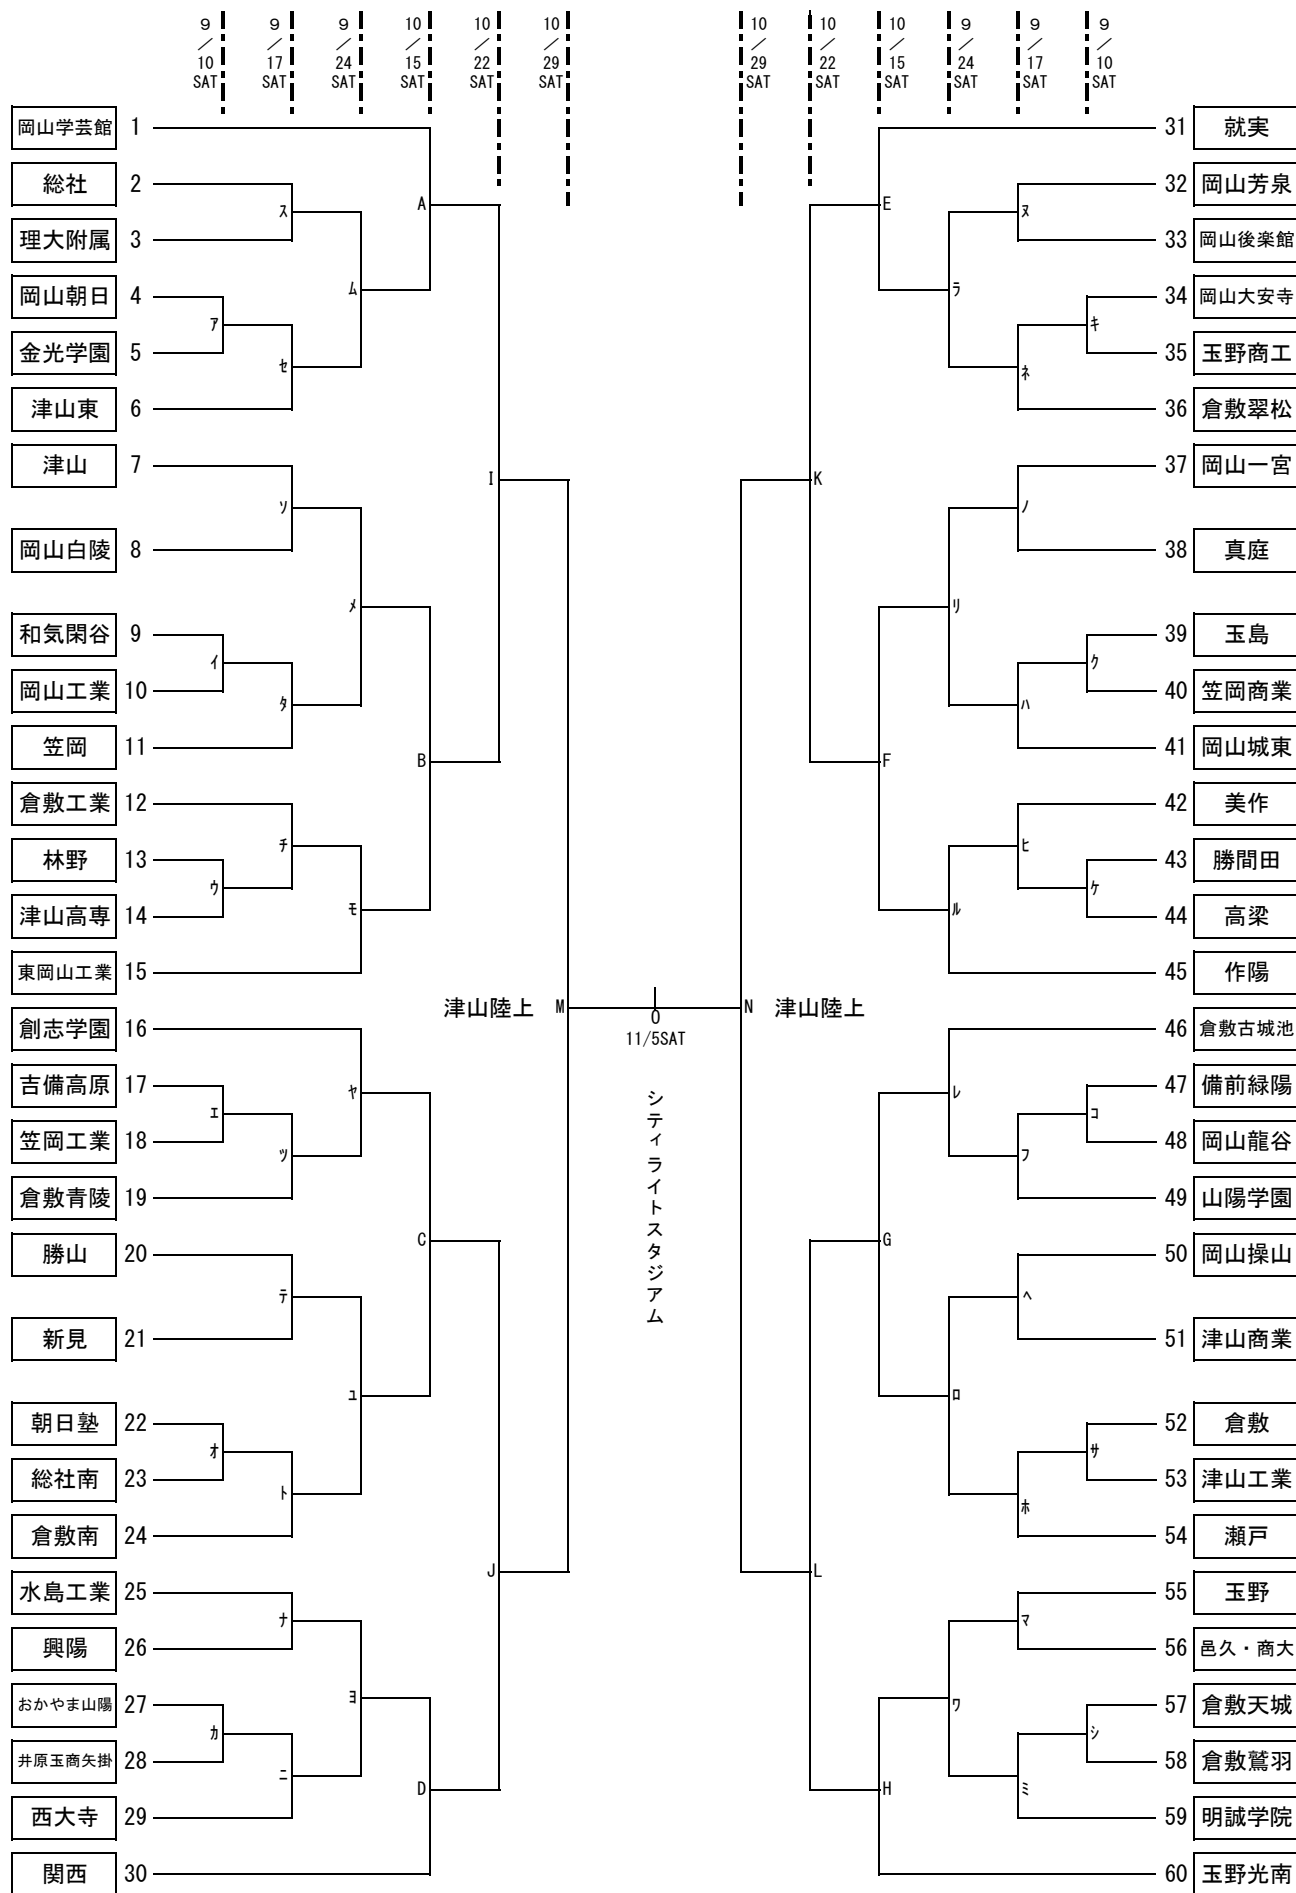 9/10 SAT
9/17 SAT
9/24 SAT
10/15 SAT
10/22 SAT
10/29 SAT
10/29 SAT
10/22 SAT
10/15 SAT
9/24 SAT
9/17 SAT
9/10 SAT
岡山学芸館 1
総社 2
理大附属 3
岡山朝日 4
金光学園 5
津山東 6
津山 7
岡山白陵 8
和気閑谷 9
岡山工業 10
笠岡 11
倉敷工業 12
林野 13
津山高専 14
東岡山工業 15
創志学園 16
吉備高原 17
笠岡工業 18
倉敷青陵 19
勝山 20
新見 21
朝日塾 22
総社南 23
倉敷南 24
水島工業 25
興陽 26
おかやま山陽 27
井原玉商矢掛 28
西大寺 29
関西 30
ア
イ
ウ
エ
オ
カ
ス
セ
ソ
タ
チ
ツ
テ
ト
ナ
ニ
ム
メ
モ
ヤ
ユ
ヨ
A
B
C
D
I
J
津山陸上 M
O
11/5SAT
シティライトスタジアム
N 津山陸上
K
L
E
F
G
H
ラ
リ
ル
レ
ロ
ワ
ヌ
ネ
ノ
ハ
ヒ
フ
ヘ
ホ
マ
ミ
キ
ク
ケ
コ
サ
シ
31 就実
32 岡山芳泉
33 岡山後楽館
34 岡山大安寺
35 玉野商工
36 倉敷翠松
37 岡山一宮
38 真庭
39 玉島
40 笠岡商業
41 岡山城東
42 美作
43 勝間田
44 高梁
45 作陽
46 倉敷古城池
47 備前緑陽
48 岡山龍谷
49 山陽学園
50 岡山操山
51 津山商業
52 倉敷
53 津山工業
54 瀬戸
55 玉野
56 邑久・商大
57 倉敷天城
58 倉敷鷲羽
59 明誠学院
60 玉野光南